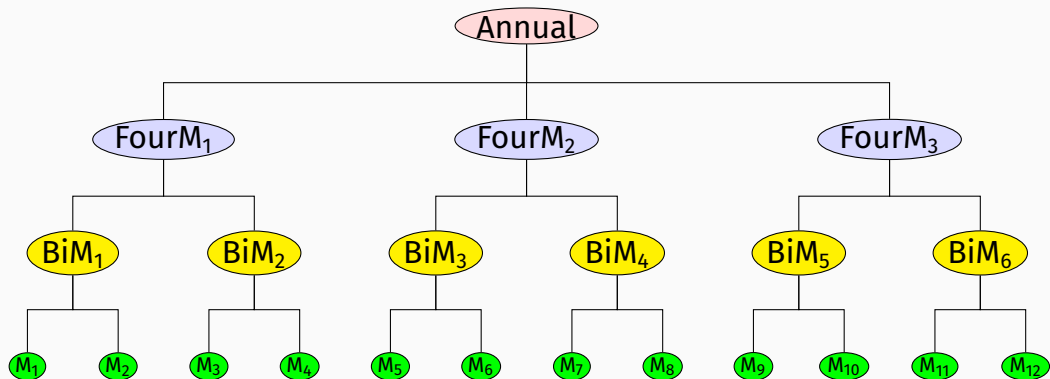 Annual
FourM₁ FourM₂ FourM₃
BiM₁ BiM₂ BiM₃ BiM₄ BiM₅ BiM₆
M₁ M₂ M₃ M₄ M₅ M₆ M₇ M₈ M₉ M₁₀ M₁₁ M₁₂